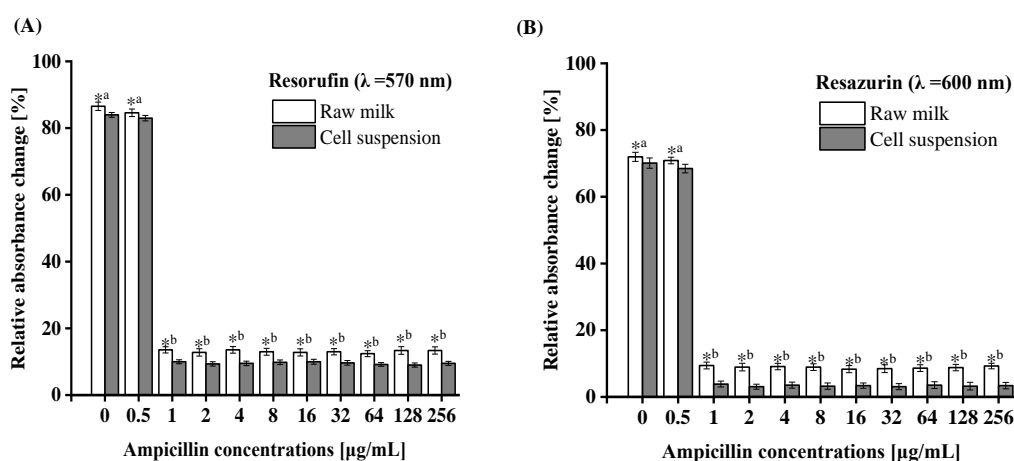 (A)
Resorufin (λ =570 nm)
Raw milk
Cell suspension
Relative absorbance change [%]
100
80
60
40
20
0
*a *a
*b *b *b *b *b *b *b *b *b
0 0.5 1 2 4 8 16 32 64 128 256
Ampicillin concentrations [µg/mL]
(B)
Resazurin (λ =600 nm)
Raw milk
Cell suspension
Relative absorbance change [%]
100
80
60
40
20
0
*a *a
*b *b *b *b *b *b *b *b *b
0 0.5 1 2 4 8 16 32 64 128 256
Ampicillin concentrations [µg/mL]